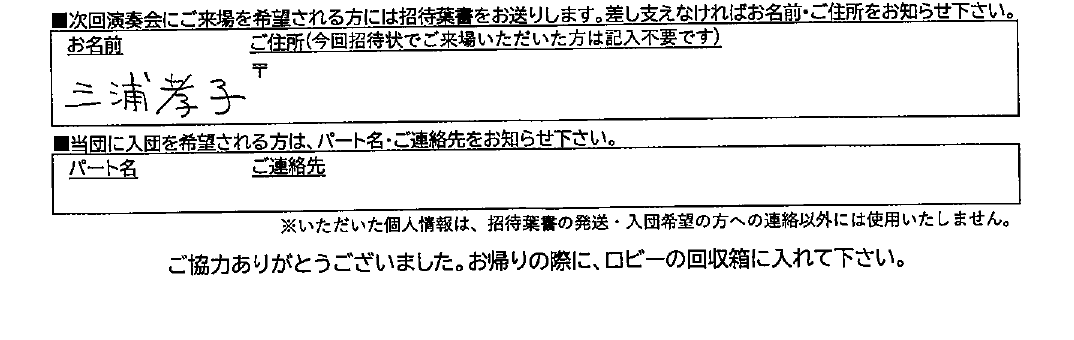 ■次回演奏会にご来場を希望される方には招待葉書をお送りします。差し支えなければお名前・ご住所をお知らせ下さい。
お名前 ご住所(今回招待状でご来場いただいた方は記入不要です)
〒
三浦孝子
■当団に入団を希望される方は、パート名・ご連絡先をお知らせ下さい。
パート名 ご連絡先
※いただいた個人情報は、招待葉書の発送・入団希望の方への連絡以外には使用いたしません。
ご協力ありがとうございました。お帰りの際に、ロビーの回収箱に入れて下さい。